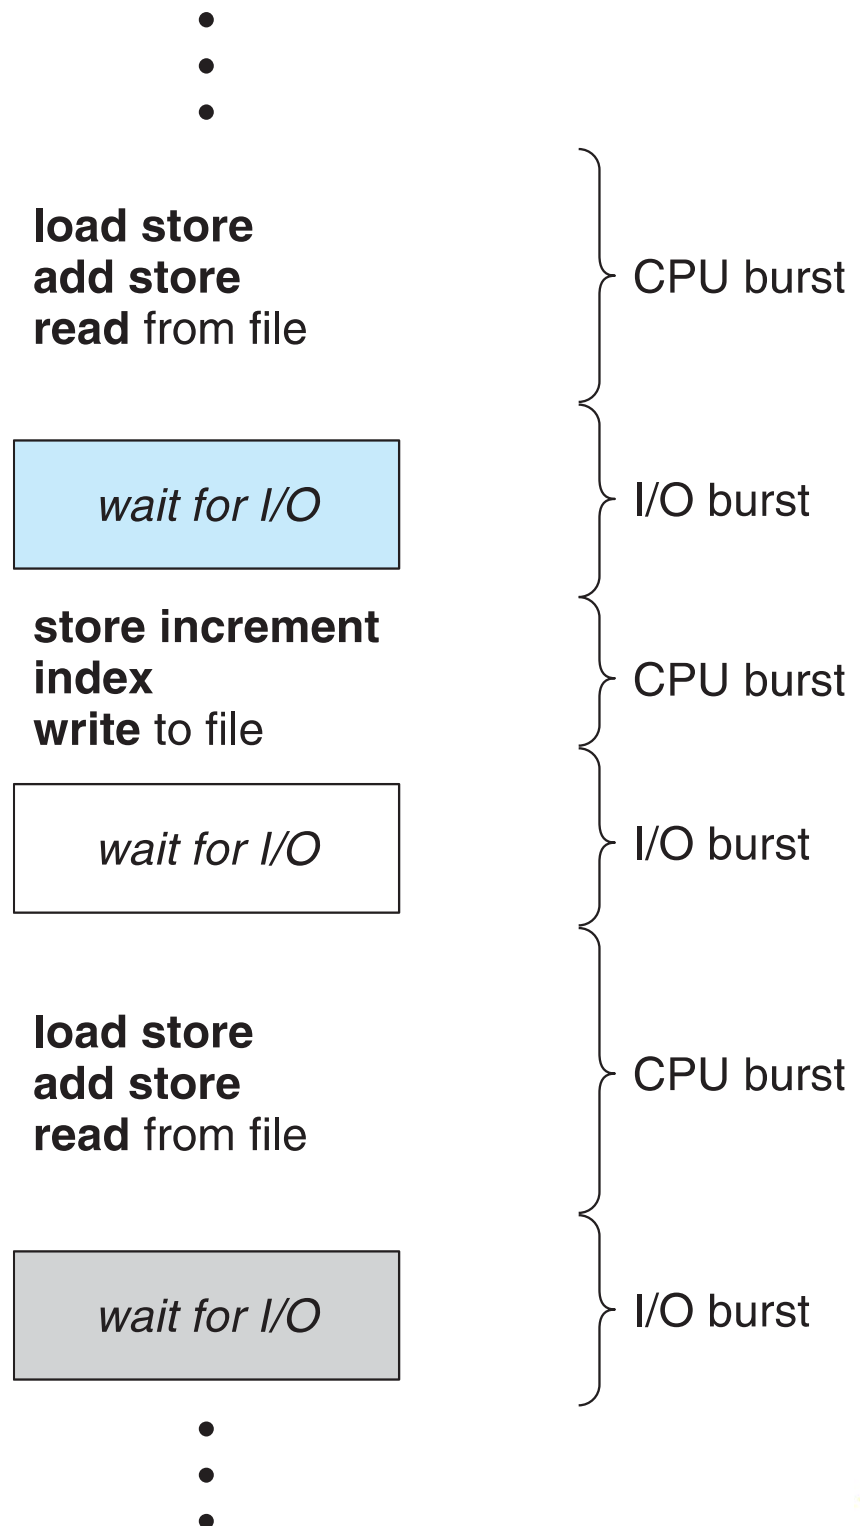 load store
add store
read from file
CPU burst
wait for I/O
I/O burst
store increment
index
write to file
CPU burst
wait for I/O
I/O burst
load store
add store
read from file
CPU burst
wait for I/O
I/O burst